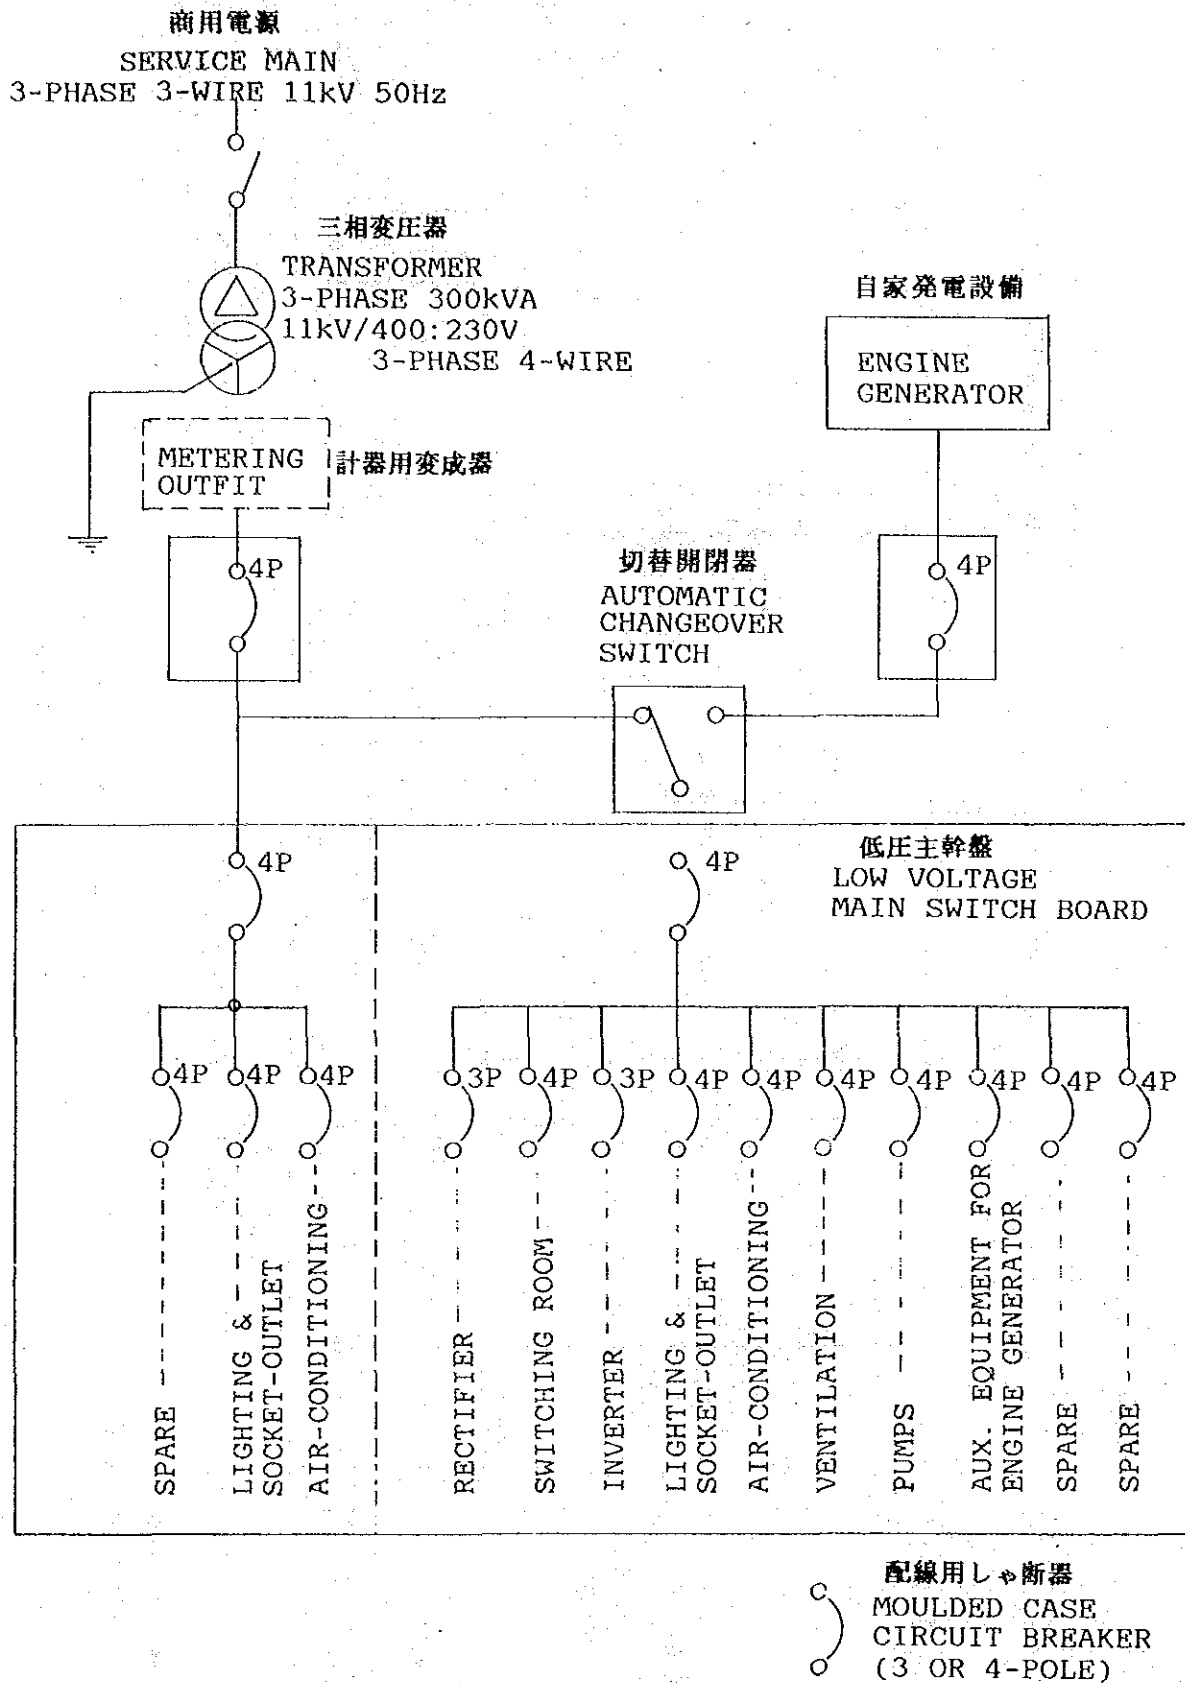 商用電源
SERVICE MAIN
3-PHASE 3-WIRE 11kV 50Hz
三相変圧器
TRANSFORMER
3-PHASE 300kVA
11kV/400:230V
3-PHASE 4-WIRE
自家発電設備
ENGINE
GENERATOR
METERING
OUTFIT
計器用変成器
4P
切替開閉器
AUTOMATIC
CHANGEOVER
SWITCH
4P
4P
4P
低圧主幹盤
LOW VOLTAGE
MAIN SWITCH BOARD
4P
4P
4P
3P
4P
3P
4P
4P
4P
4P
4P
4P
4P
SPARE
LIGHTING &
SOCKET-OUTLET
AIR-CONDITIONING
RECTIFIER
SWITCHING ROOM
INVERTER
LIGHTING &
SOCKET-OUTLET
AIR-CONDITIONING
VENTILATION
PUMPS
AUX. EQUIPMENT FOR
ENGINE GENERATOR
SPARE
SPARE
配線用しゃ断器
MOULDED CASE
CIRCUIT BREAKER
(3 OR 4-POLE)